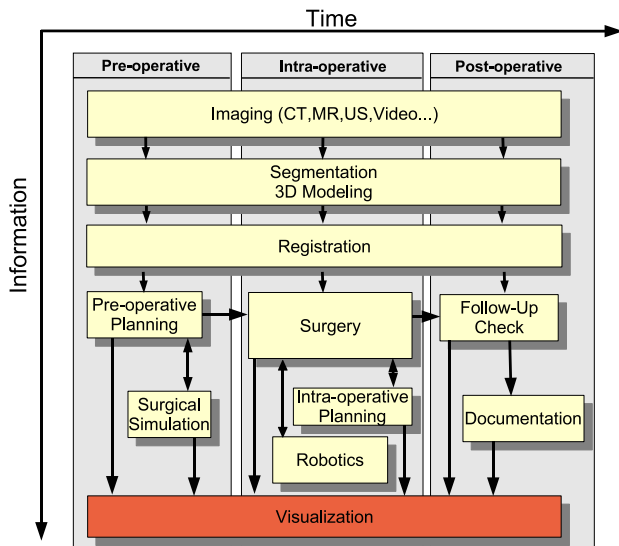 Time
Information
Pre-operative
Intra-operative
Post-operative
Imaging (CT,MR,US,Video...)
Segmentation
3D Modeling
Registration
Pre-operative
Planning
Surgery
Follow-Up
Check
Surgical
Simulation
Intra-operative
Planning
Documentation
Robotics
Visualization